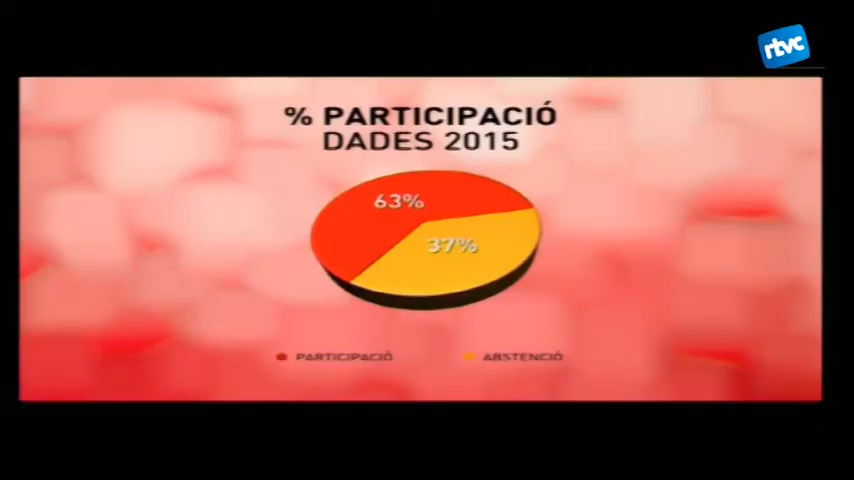 rtvc
% PARTICIPACIÓ
DADES 2015
63%
37%
PARTICIPACIÓ
ABSTENCIÓ